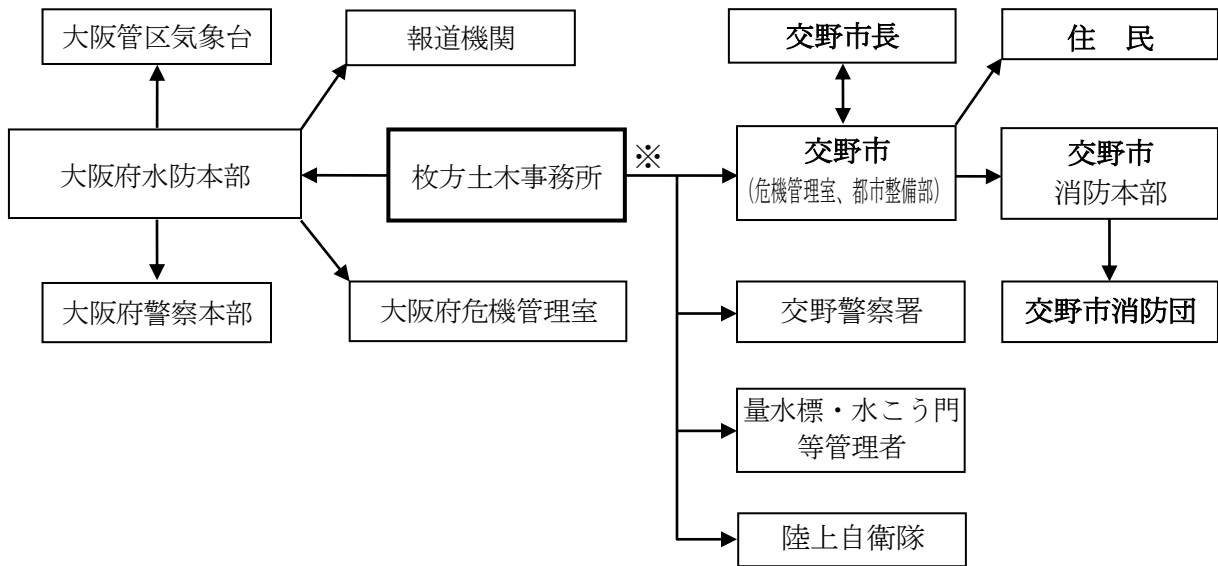 大阪管区気象台
報道機関
交野市長
住　民
大阪府水防本部
枚方土木事務所
※
交野市
(危機管理室、都市整備部)
交野市
消防本部
大阪府警察本部
大阪府危機管理室
交野警察署
交野市消防団
量水標・水こう門
等管理者
陸上自衛隊